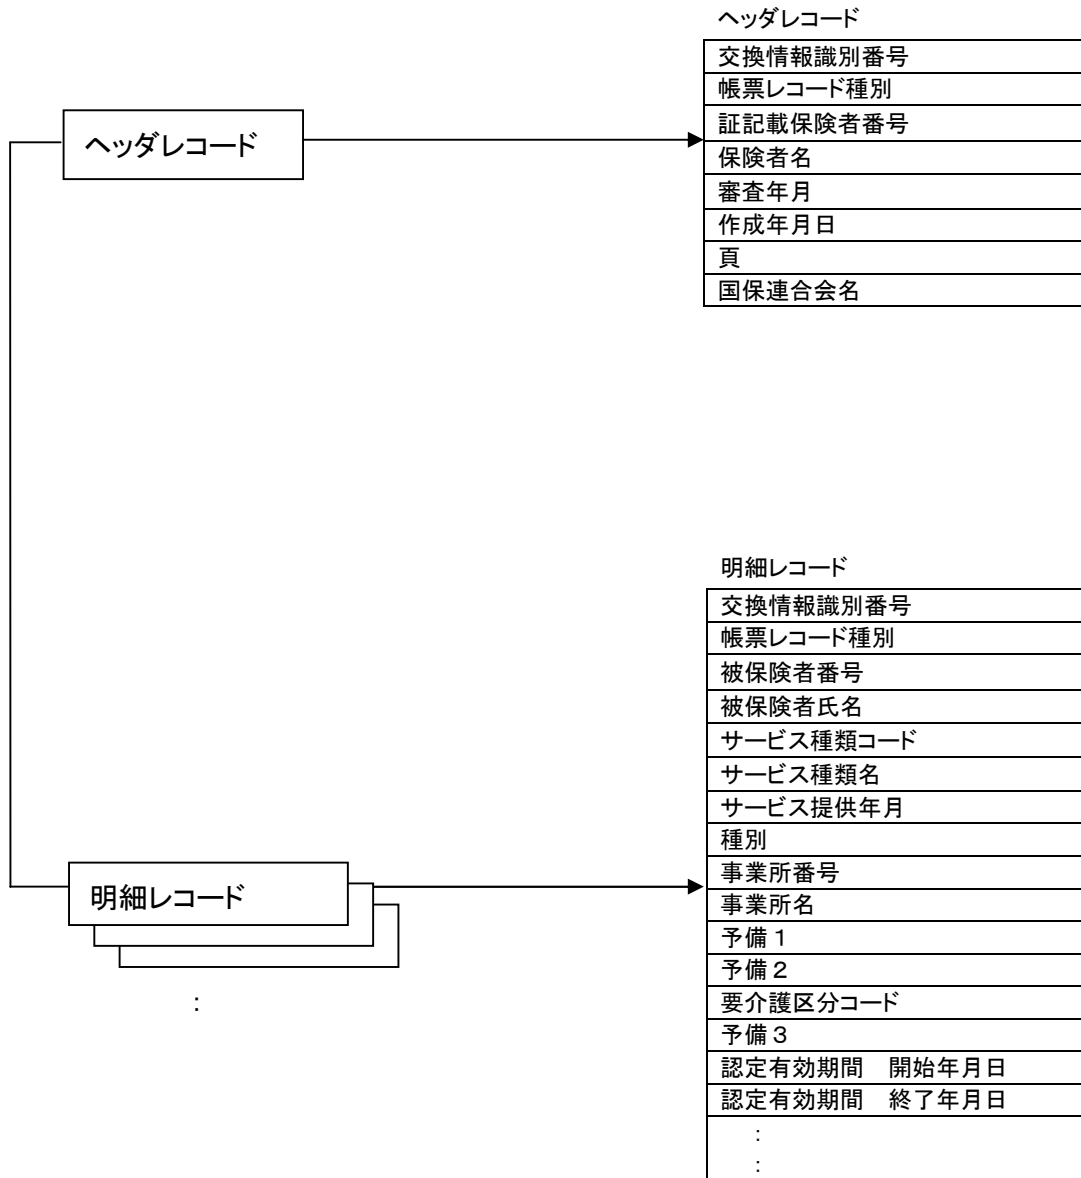 ヘッダレコード
交換情報識別番号
帳票レコード種別
証記載保険者番号
保険者名
審査年月
作成年月日
頁
国保連合会名
ヘッダレコード
明細レコード
交換情報識別番号
帳票レコード種別
被保険者番号
被保険者氏名
サービス種類コード
サービス種類名
サービス提供年月
種別
事業所番号
事業所名
予備１
予備２
要介護区分コード
予備３
認定有効期間　開始年月日
認定有効期間　終了年月日
：
：
明細レコード
：